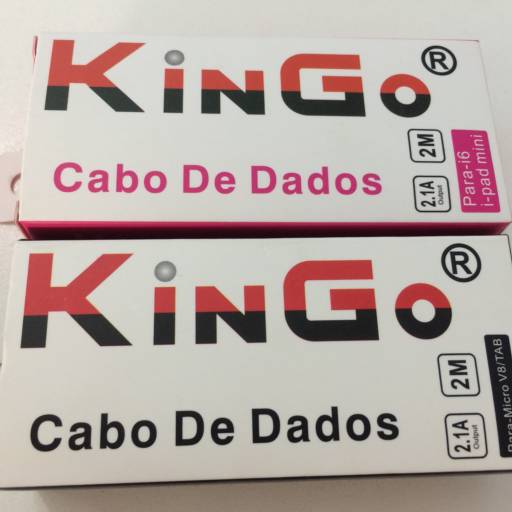 KinGo®
Cabo De Dados
2M
2.1A
Output
Para-i6
i-pad mini
KinGo®
Cabo De Dados
2M
2.1A
Output
Para-Micro V8/TAB